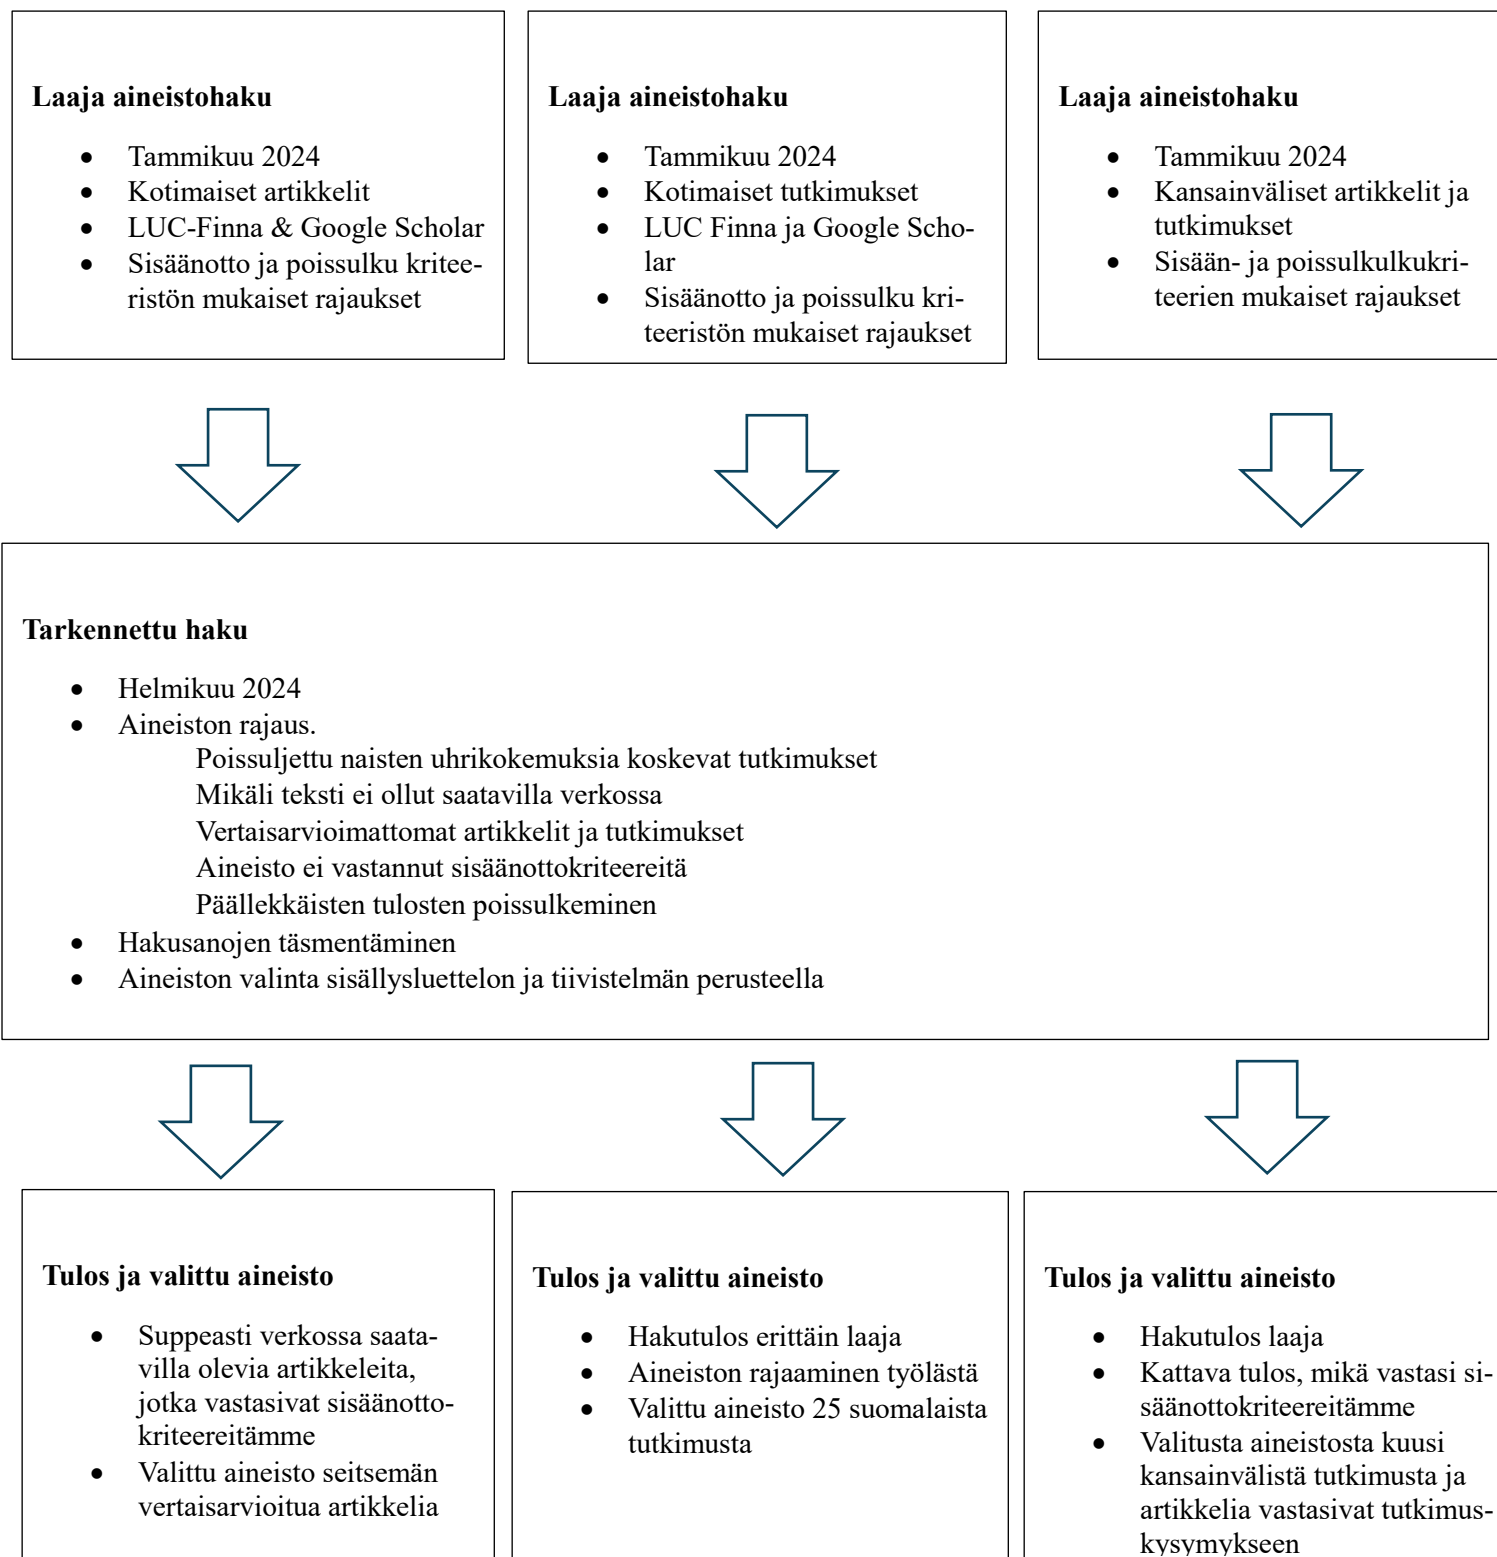 Laaja aineistohaku
• Tammikuu 2024
• Kotimaiset artikkelit
• LUC-Finna & Google Scholar
• Sisäänotto ja poissulku kritee-
ristön mukaiset rajaukset
Laaja aineistohaku
• Tammikuu 2024
• Kotimaiset tutkimukset
• LUC Finna ja Google Scho-
lar
• Sisäänotto ja poissulku kri-
teeristön mukaiset rajaukset
Laaja aineistohaku
• Tammikuu 2024
• Kansainväliset artikkelit ja
tutkimukset
• Sisään- ja poissulkulkukri-
teerien mukaiset rajaukset
Tarkennettu haku
• Helmikuu 2024
• Aineiston rajaus.
Poissuljettu naisten uhrikokemuksia koskevat tutkimukset
Mikäli teksti ei ollut saatavilla verkossa
Vertaisarvioimattomat artikkelit ja tutkimukset
Aineisto ei vastannut sisäänottokriteereitä
Päällekkäisten tulosten poissulkeminen
• Hakusanojen täsmentäminen
• Aineiston valinta sisällysluettelon ja tiivistelmän perusteella
Tulos ja valittu aineisto
• Suppeasti verkossa saata-
villa olevia artikkeleita,
jotka vastasivat sisäänotto-
kriteereitämme
• Valittu aineisto seitsemän
vertaisarvioitua artikkelia
Tulos ja valittu aineisto
• Hakutulos erittäin laaja
• Aineiston rajaaminen työlästä
• Valittu aineisto 25 suomalaista
tutkimusta
Tulos ja valittu aineisto
• Hakutulos laaja
• Kattava tulos, mikä vastasi si-
säänottokriteereitämme
• Valitusta aineistosta kuusi
kansainvälistä tutkimusta ja
artikkelia vastasivat tutkimus-
kysymykseen